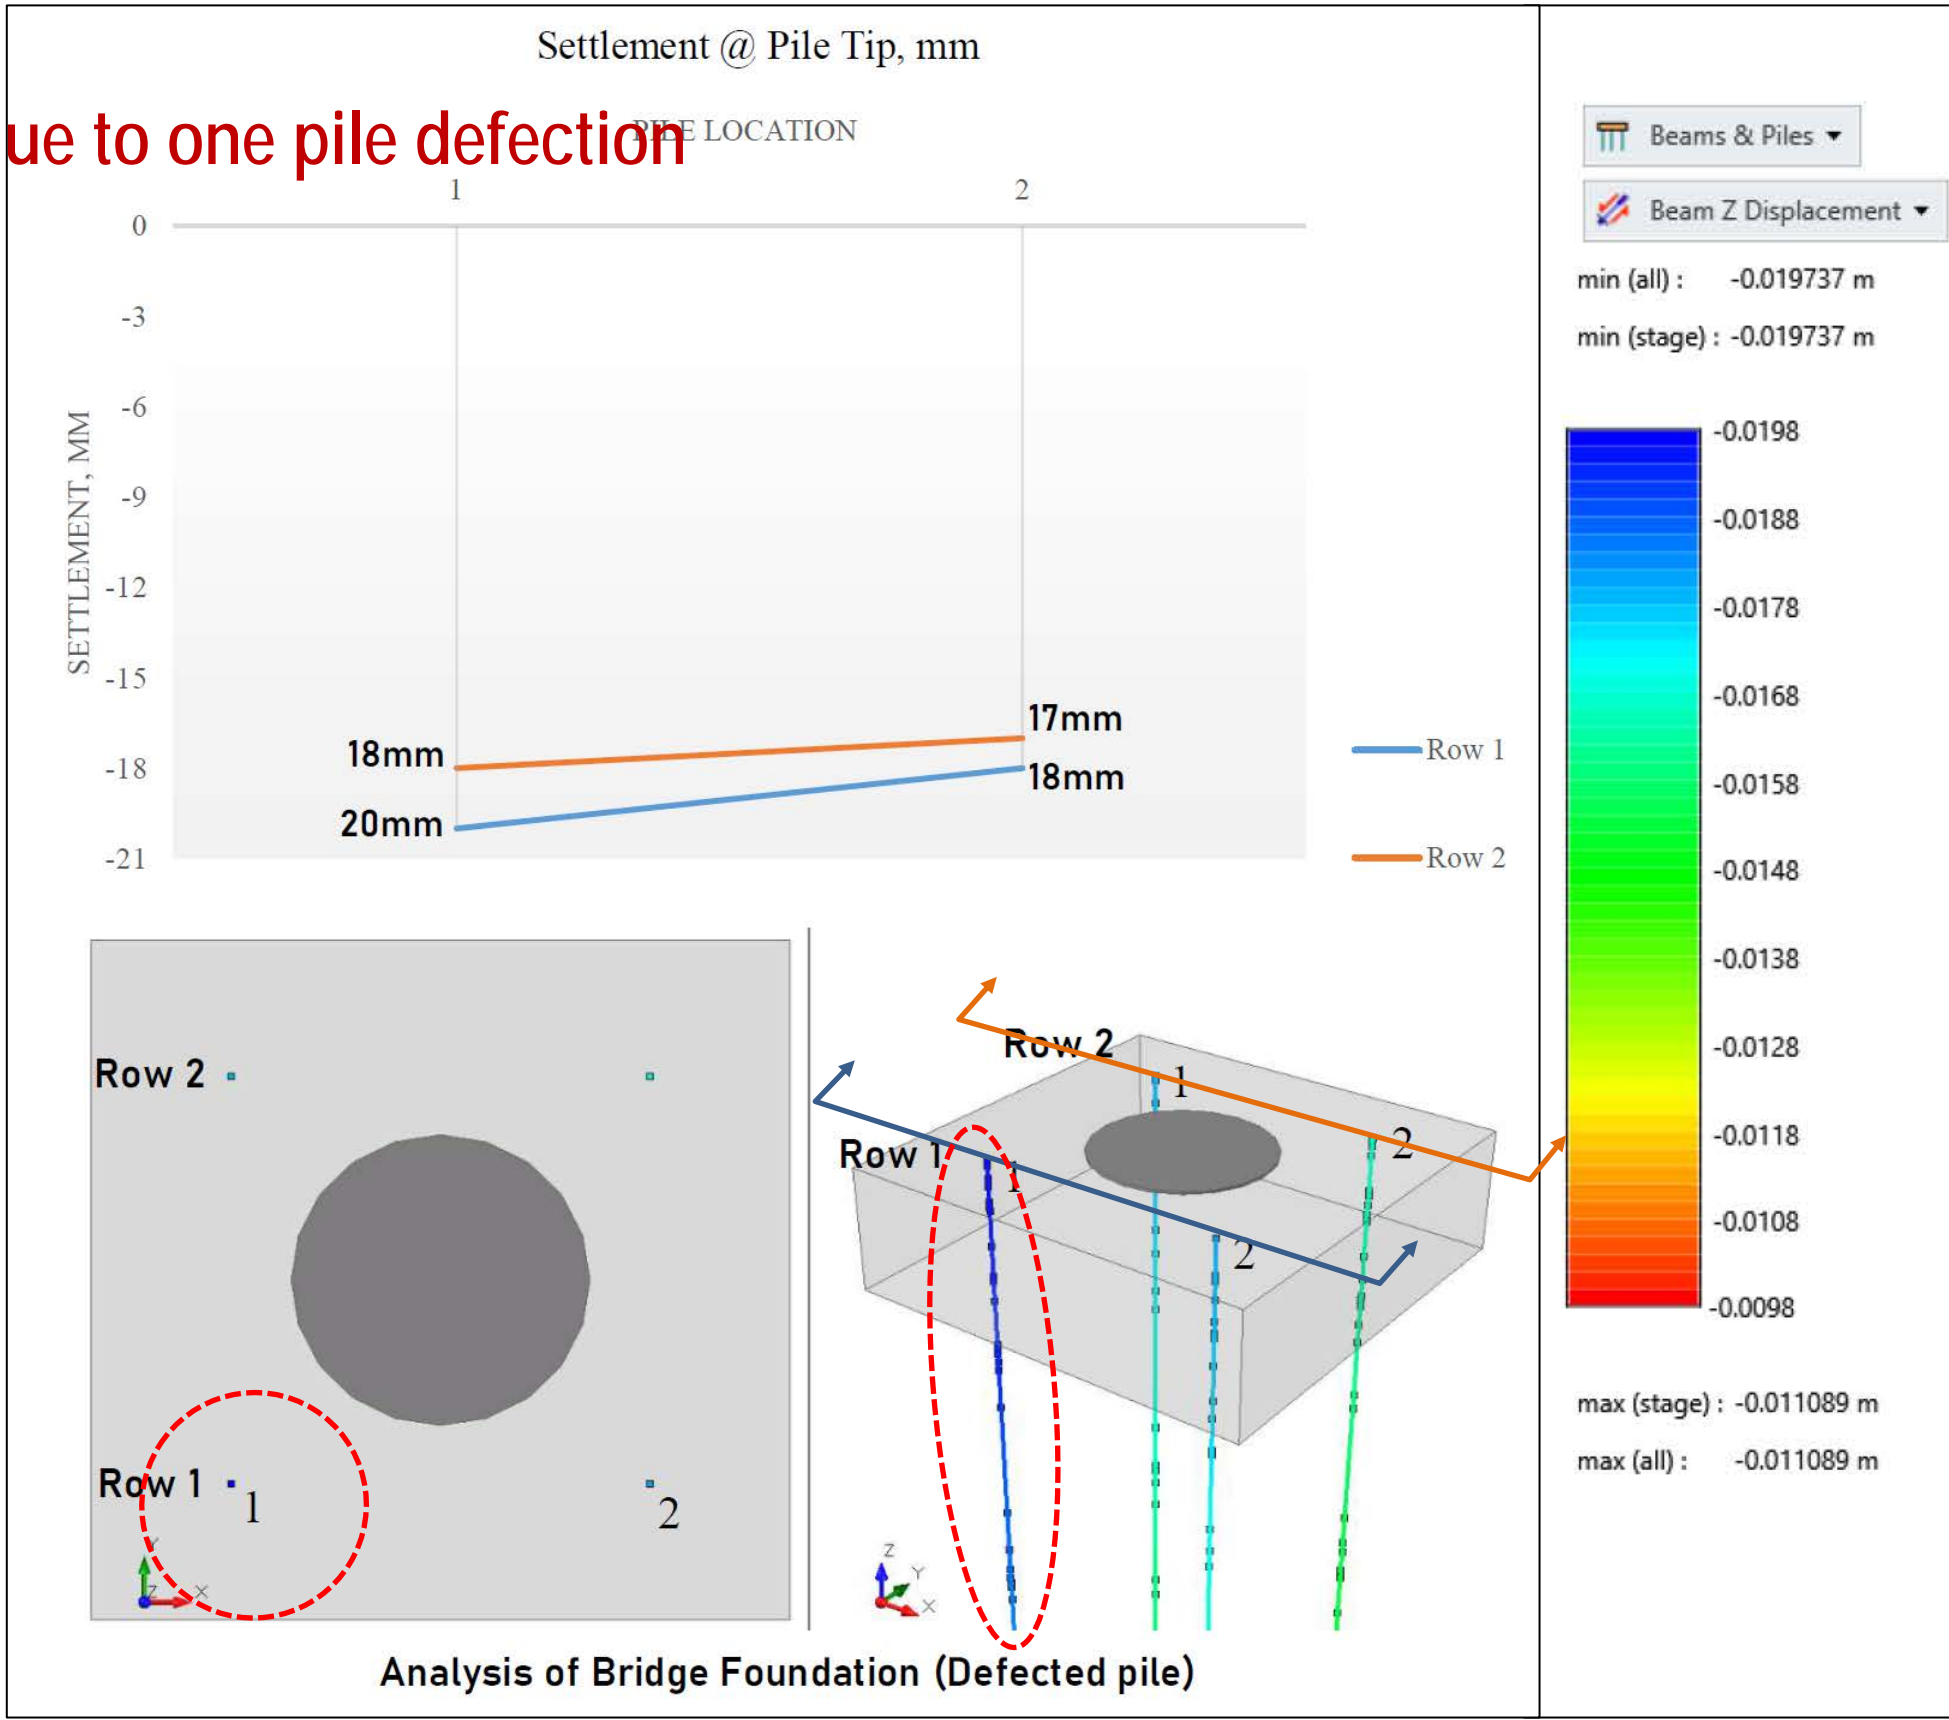 Settlement @ Pile Tip, mm
ue to one pile defection
PILE LOCATION
1 2
0
-3
-6
-9
-12
-15
-18
-21
SETTLEMENT, MM
17mm
18mm
18mm
20mm
Row 1
Row 2
Row 2
Row 1
1
2
Y
Z
X
Row 2
1
2
Row 1
1
2
Z
Y
X
Analysis of Bridge Foundation (Defected pile)
Beams & Piles
Beam Z Displacement
min (all) : -0.019737 m
min (stage) : -0.019737 m
-0.0198
-0.0188
-0.0178
-0.0168
-0.0158
-0.0148
-0.0138
-0.0128
-0.0118
-0.0108
-0.0098
max (stage) : -0.011089 m
max (all) : -0.011089 m